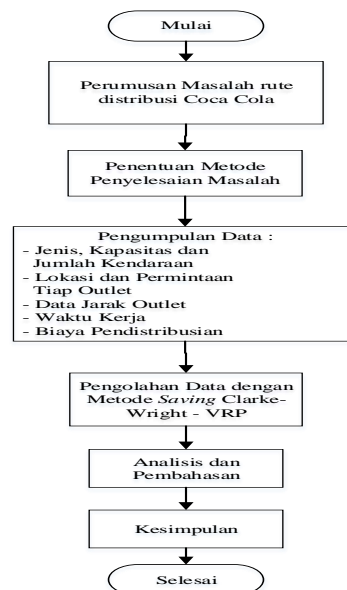 Mulai
Perumusan Masalah rute
distribusi Coca Cola
Penentuan Metode
Penyelesaian Masalah
Pengumpulan Data :
- Jenis, Kapasitas dan
Jumlah Kendaraan
- Lokasi dan Permintaan
Tiap Outlet
- Data Jarak Outlet
- Waktu Kerja
- Biaya Pendistribusian
Pengolahan Data dengan
Metode Saving Clarke-
Wright - VRP
Analisis dan
Pembahasan
Kesimpulan
Selesai